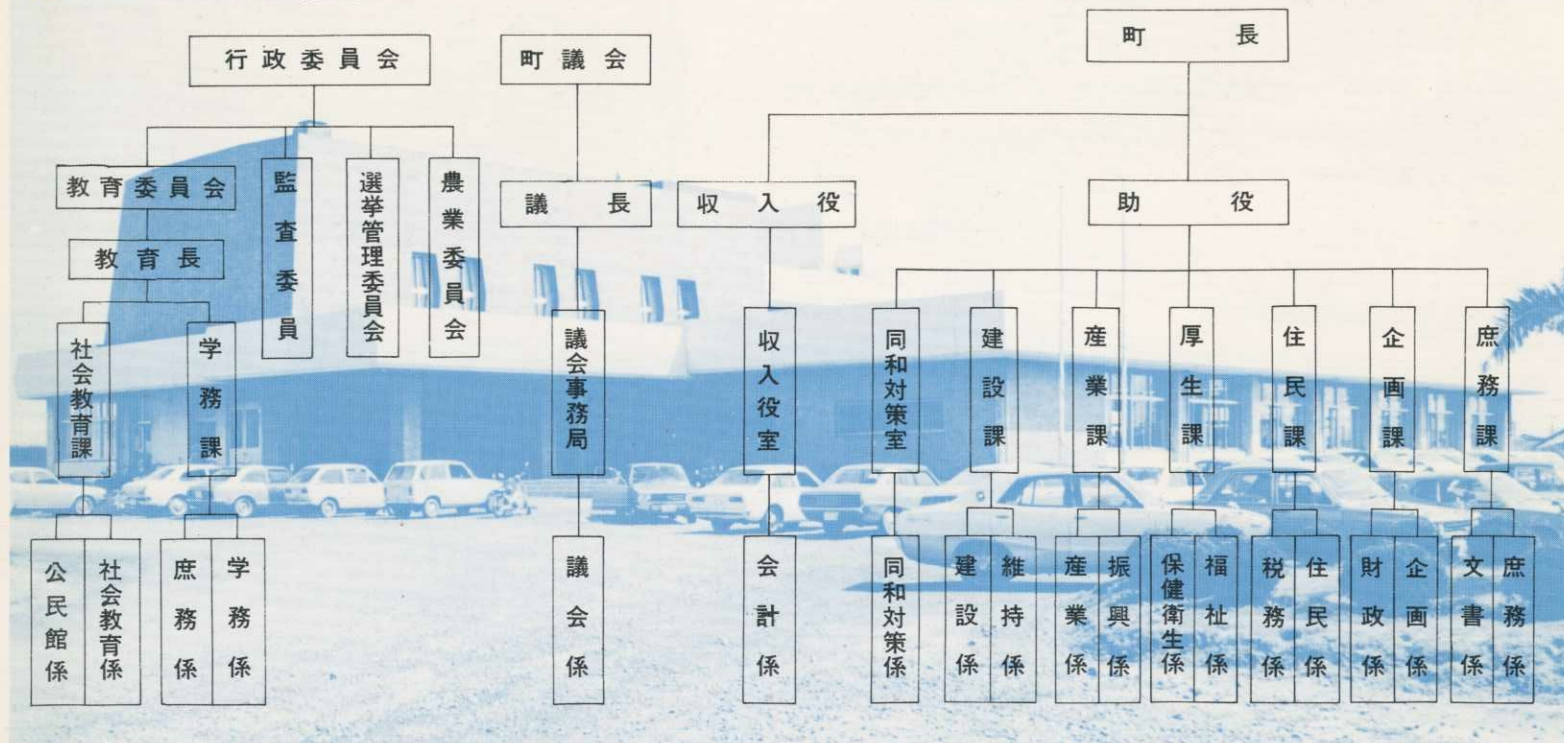 町長
町議会
行政委員会
助役
収入役
議長
教育委員会
監査委員
選挙管理委員会
農業委員会
教育長
庶務課
企画課
住民課
厚生課
産業課
建設課
同和対策室
収入役室
議会事務局
学務課
社会教育課
庶務係
文書係
企画係
財政係
住民係
税務係
福祉係
保健衛生係
振興係
産業係
維持係
建設係
同和対策係
会計係
議会係
学務係
庶務係
社会教育係
公民館係